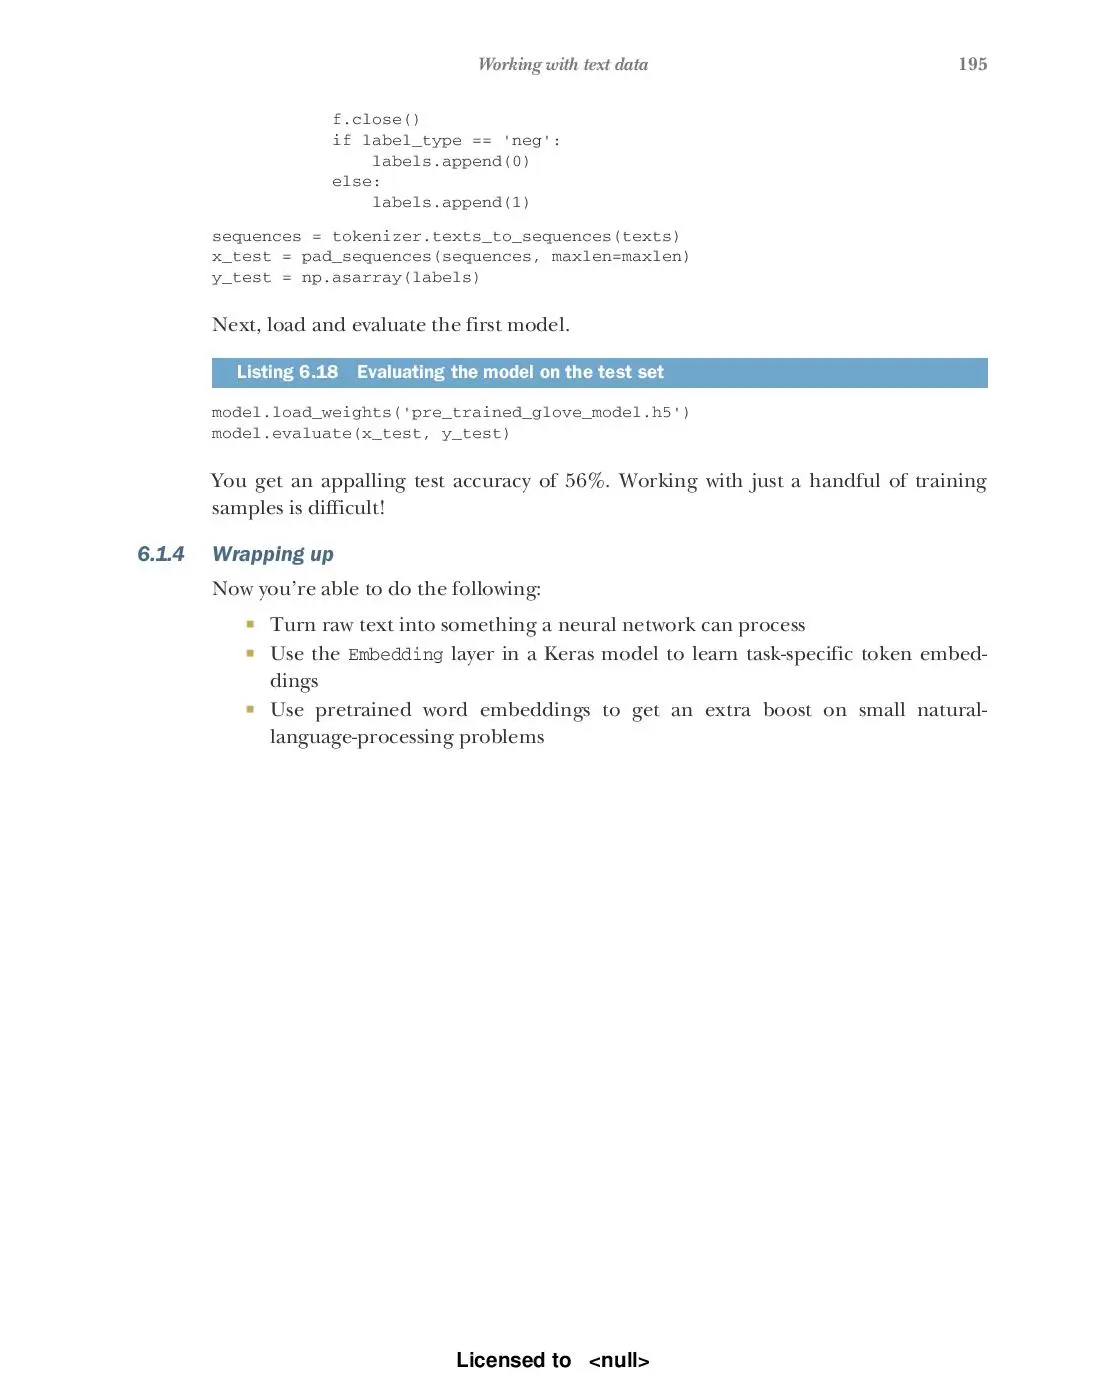 Working with text data 195
f.close()
if label_type == 'neg':
labels.append(0)
else:
labels.append(1)
sequences = tokenizer.texts_to_sequences(texts)
x_test = pad_sequences(sequences, maxlen=maxlen)
y_test = np.asarray(labels)
Next, load and evaluate the first model.
Listing 6.18 Evaluating the model on the test set
model.load_weights('pre_trained_glove_model.h5')
model.evaluate(x_test, y_test)
You get an appalling test accuracy of 56%. Working with just a handful of training
samples is difficult!
6.1.4 Wrapping up
Now you’re able to do the following:
■ Turn raw text into something a neural network can process
■ Use the Embedding layer in a Keras model to learn task-specific token embed-
dings
■ Use pretrained word embeddings to get an extra boost on small natural-
language-processing problems
Licensed to <null>